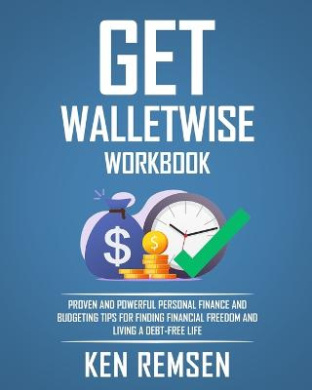 GET
WALLETWISE
WORKBOOK
$
$
PROVEN AND POWERFUL PERSONAL FINANCE AND
BUDGETING TIPS FOR FINDING FINANCIAL FREEDOM AND
LIVING A DEBT-FREE LIFE
KEN REMSEN